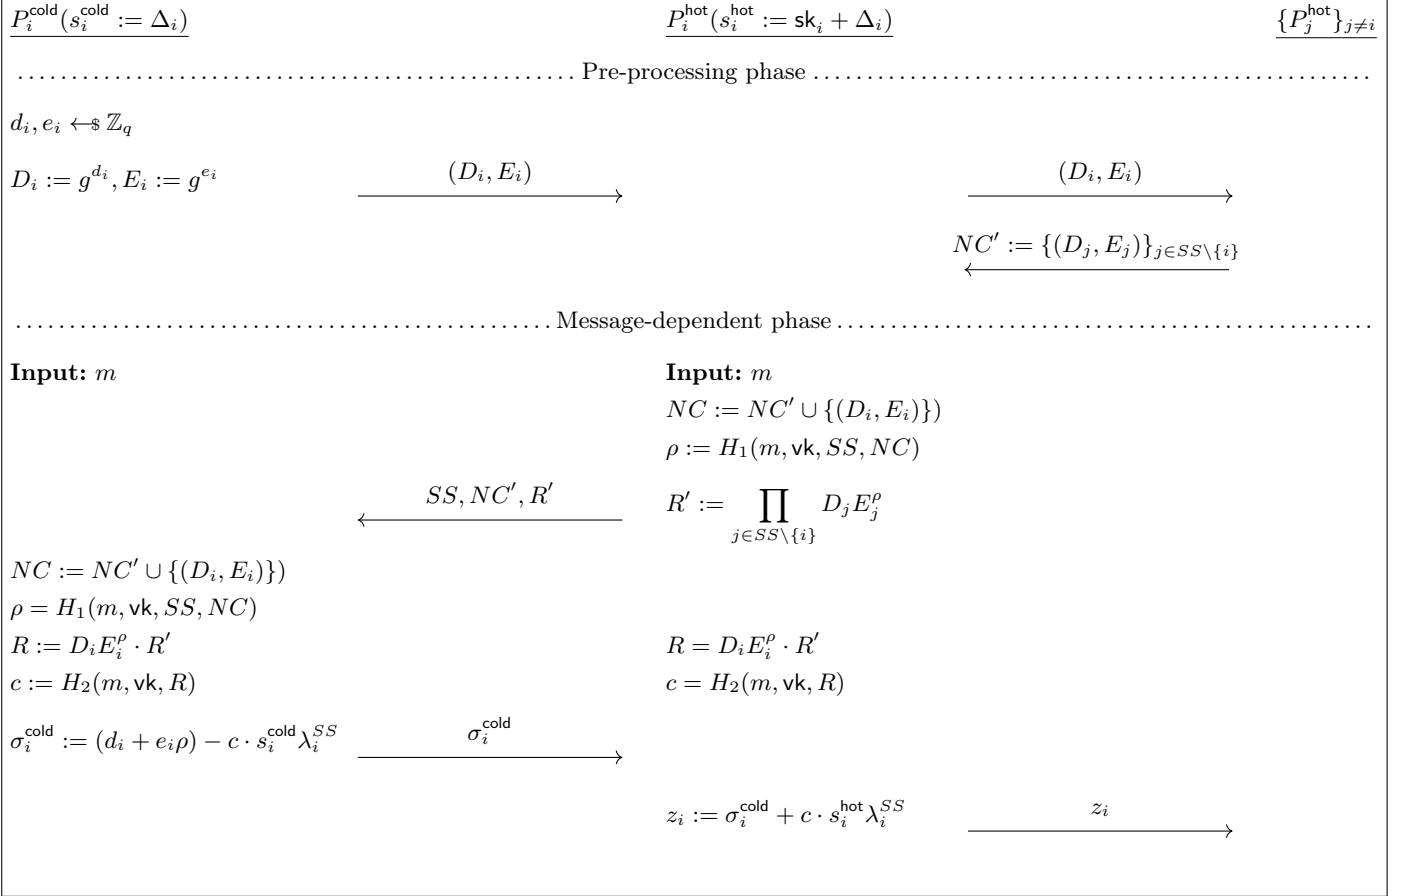 P_i^cold(s_i^cold := Δ_i) P_i^hot(s_i^hot := sk_i + Δ_i) {P_j^hot}_{j≠i}
Pre-processing phase
d_i, e_i ←$ ℤ_q
D_i := g^{d_i}, E_i := g^{e_i} (D_i, E_i) (D_i, E_i)
NC′ := {(D_j, E_j)}_{j∈SS\{i}}
Message-dependent phase
Input: m Input: m
NC := NC′ ∪ {(D_i, E_i)})
ρ := H_1(m, vk, SS, NC)
SS, NC′, R′ R′ := ∏_{j∈SS\{i}} D_j E_j^ρ
NC := NC′ ∪ {(D_i, E_i)})
ρ = H_1(m, vk, SS, NC)
R := D_i E_i^ρ · R′ R = D_i E_i^ρ · R′
c := H_2(m, vk, R) c = H_2(m, vk, R)
σ_i^cold := (d_i + e_i ρ) − c · s_i^cold λ_i^SS σ_i^cold
z_i := σ_i^cold + c · s_i^hot λ_i^SS z_i